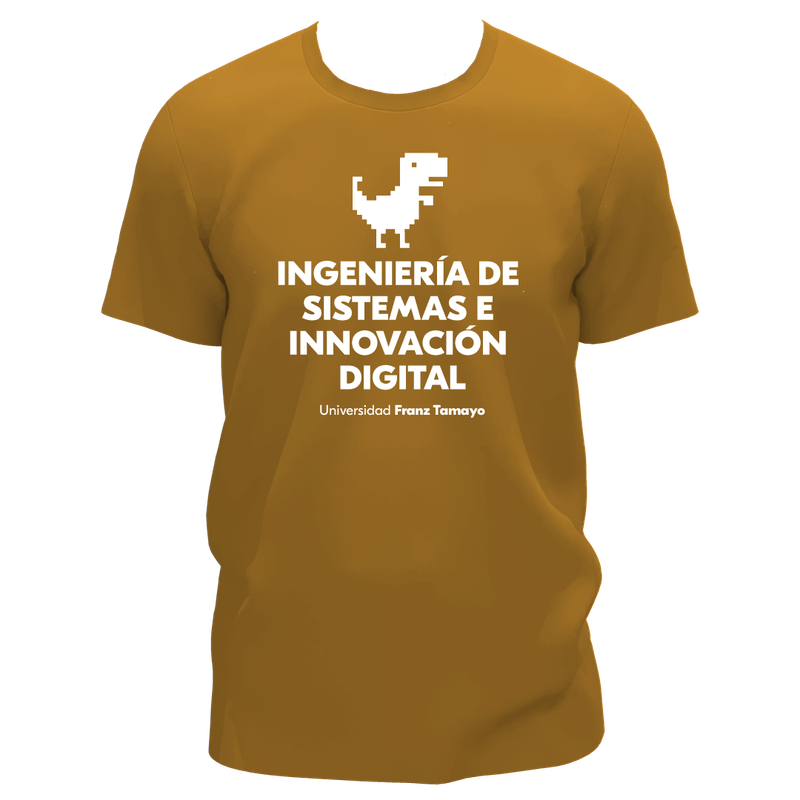 INGENIERÍA DE
SISTEMAS E
INNOVACIÓN
DIGITAL
Universidad Franz Tamayo